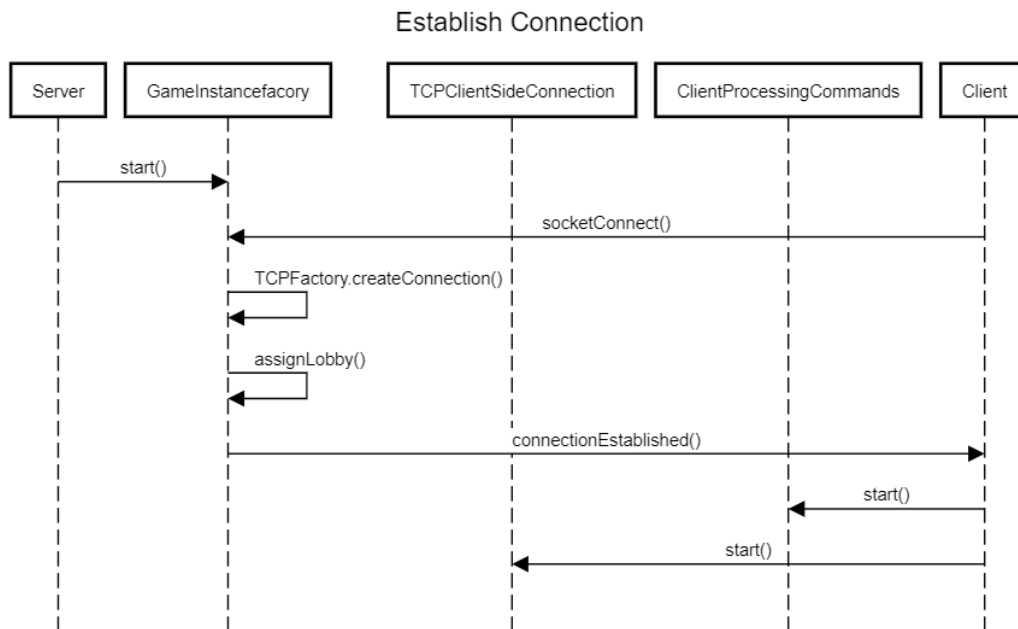 Establish Connection
Server
GameInstancefacory
TCPClientSideConnection
ClientProcessingCommands
Client
start()
socketConnect()
TCPFactory.createConnection()
assignLobby()
connectionEstablished()
start()
start()